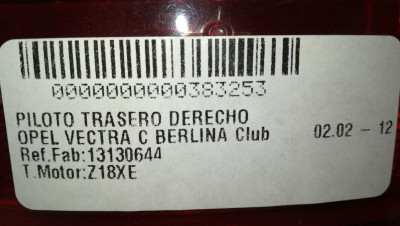 0000000000383253
PILOTO TRASERO DERECHO
OPEL VECTRA C BERLINA Club 02.02 - 12
Ref.Fab:13130644
T.Motor:Z18XE